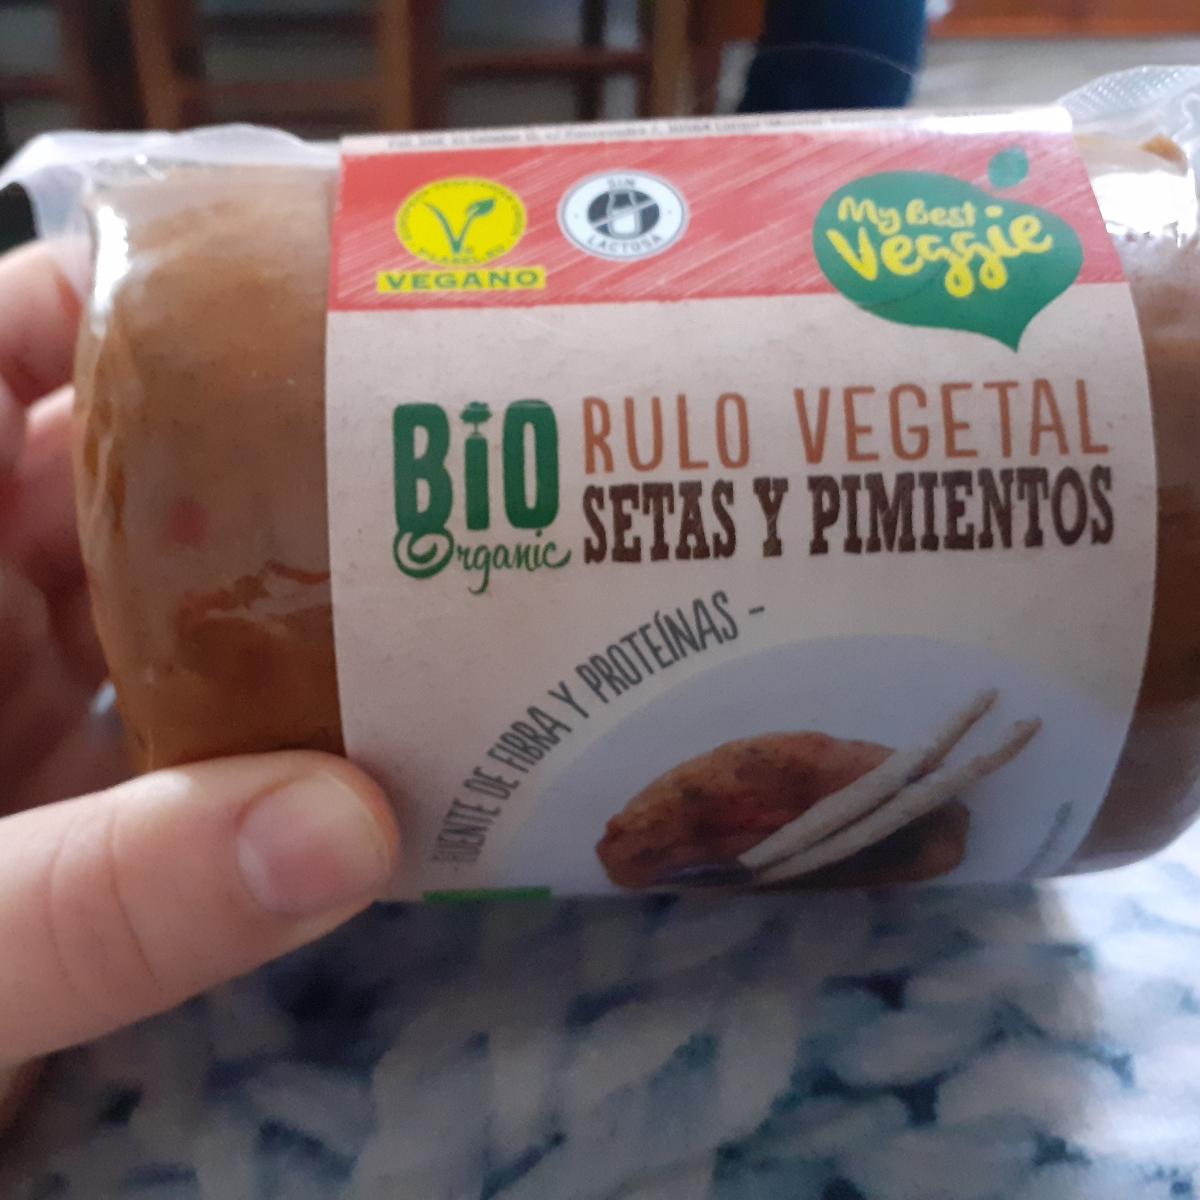 VEGANO
SIN
LACTOSA
My Best
Veggie
BiO
Organic
RULO VEGETAL
SETAS Y PIMIENTOS
FUENTE DE FIBRA Y PROTEÍNAS -